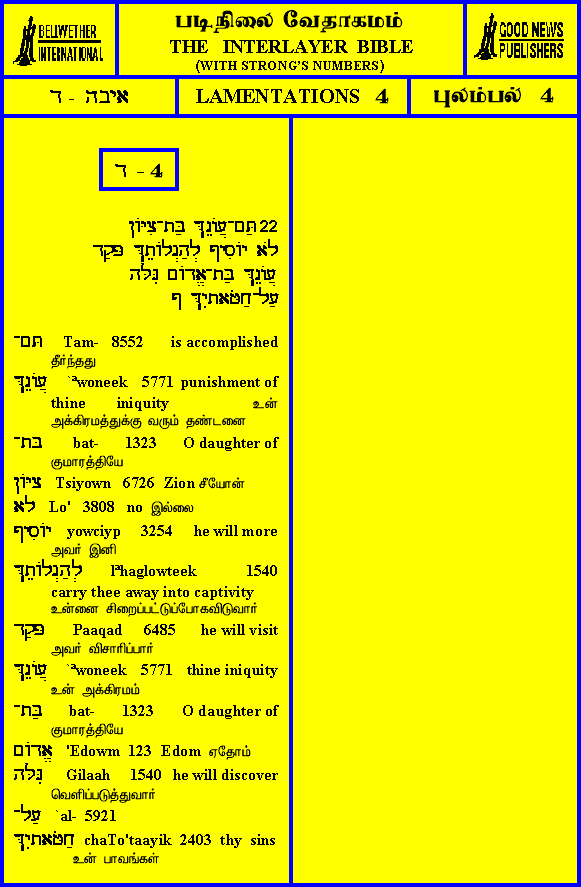 BELLWETHER
INTERNATIONAL
படிநிலை வேதாகமம்
THE INTERLAYER BIBLE
(WITH STRONG'S NUMBERS)
GOOD NEWS
PUBLISHERS
איכה - ד
LAMENTATIONS 4
புலம்பல் 4
ד - 4
22 תַּם־עֲוֹנֵךְ בַּת־צִיּוֹן
לֹא יוֹסִיף לְהַגְלוֹתֵךְ פָּקַד
עֲוֹנֵךְ בַּת־אֱדוֹם גִּלָּה
עַל־חַטֹּאתָיִךְ ף
תַּם־ Tam- 8552 is accomplished
தீர்ந்தது
עֲוֹנֵךְ `ªwoneek 5771 punishment of
thine iniquity உன்
அக்கிரமத்துக்கு வரும் தண்டனை
בַּת־ bat- 1323 O daughter of
குமாரத்தியே
צִיּוֹן Tsiyown 6726 Zion சீயோன்
לֹא Lo' 3808 no இல்லை
יוֹסִיף yowciyp 3254 he will more
அவர் இனி
לְהַגְלוֹתֵךְ lªhaglowteek 1540
carry thee away into captivity
உன்னை சிறைப்பட்டுப்போகவிடுவார்
פָּקַד Paaqad 6485 he will visit
அவர் விசாரிப்பார்
עֲוֹנֵךְ `ªwoneek 5771 thine iniquity
உன் அக்கிரமம்
בַּת־ bat- 1323 O daughter of
குமாரத்தியே
אֱדוֹם 'Edowm 123 Edom ஏதோம்
גִּלָּה Gilaah 1540 he will discover
வெளிப்படுத்துவார்
עַל־ `al- 5921
חַטֹּאתָיִךְ chaTo'taayik 2403 thy sins
உன் பாவங்கள்